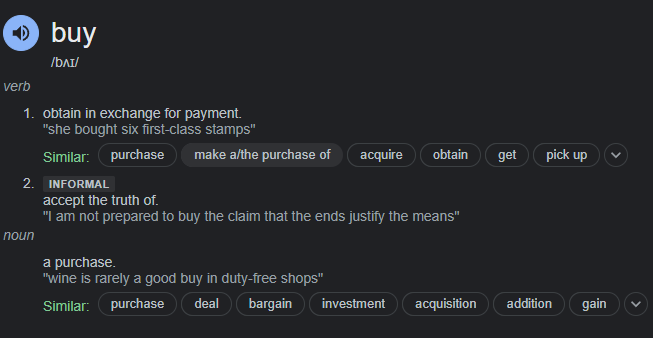 buy
/bʌɪ/
verb
1. obtain in exchange for payment.
"she bought six first-class stamps"
Similar: purchase make a/the purchase of acquire obtain get pick up
2. INFORMAL
accept the truth of.
"I am not prepared to buy the claim that the ends justify the means"
noun
a purchase.
"wine is rarely a good buy in duty-free shops"
Similar: purchase deal bargain investment acquisition addition gain